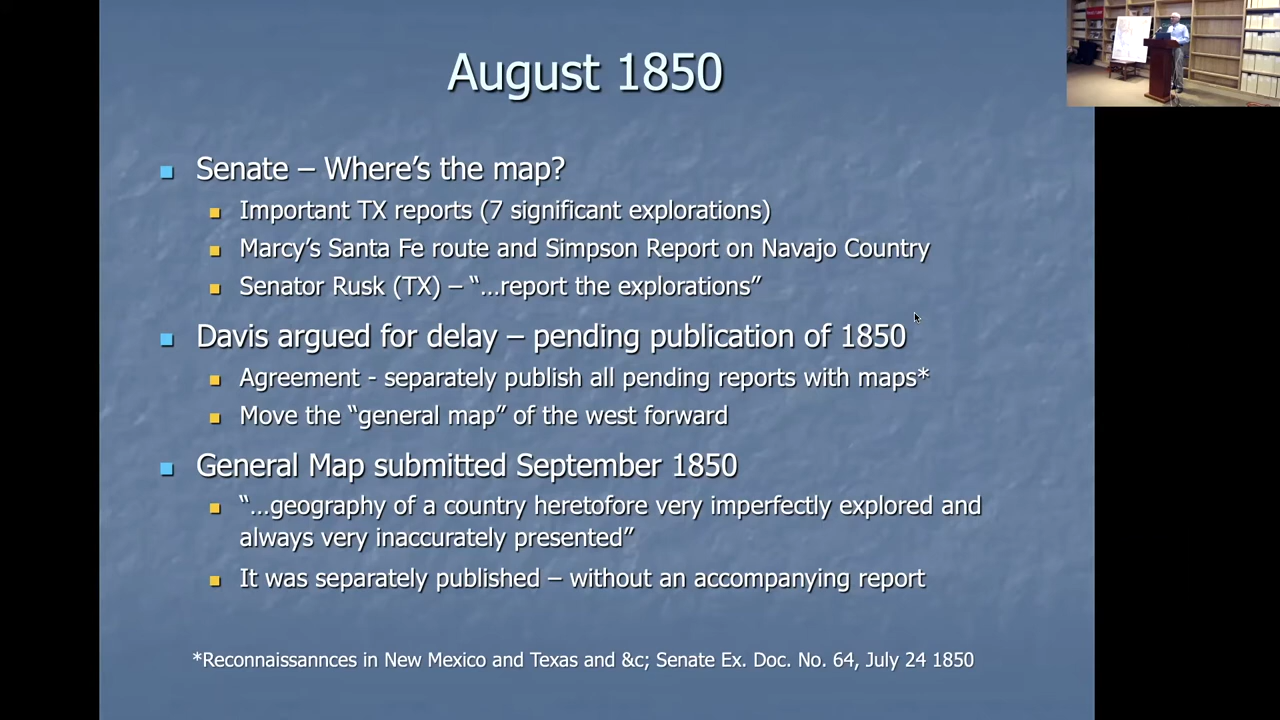 August 1850
Senate – Where’s the map?
Important TX reports (7 significant explorations)
Marcy’s Santa Fe route and Simpson Report on Navajo Country
Senator Rusk (TX) – “…report the explorations”
Davis argued for delay – pending publication of 1850
Agreement - separately publish all pending reports with maps*
Move the “general map” of the west forward
General Map submitted September 1850
“…geography of a country heretofore very imperfectly explored and
always very inaccurately presented”
It was separately published – without an accompanying report
*Reconnaissannces in New Mexico and Texas and &c; Senate Ex. Doc. No. 64, July 24 1850